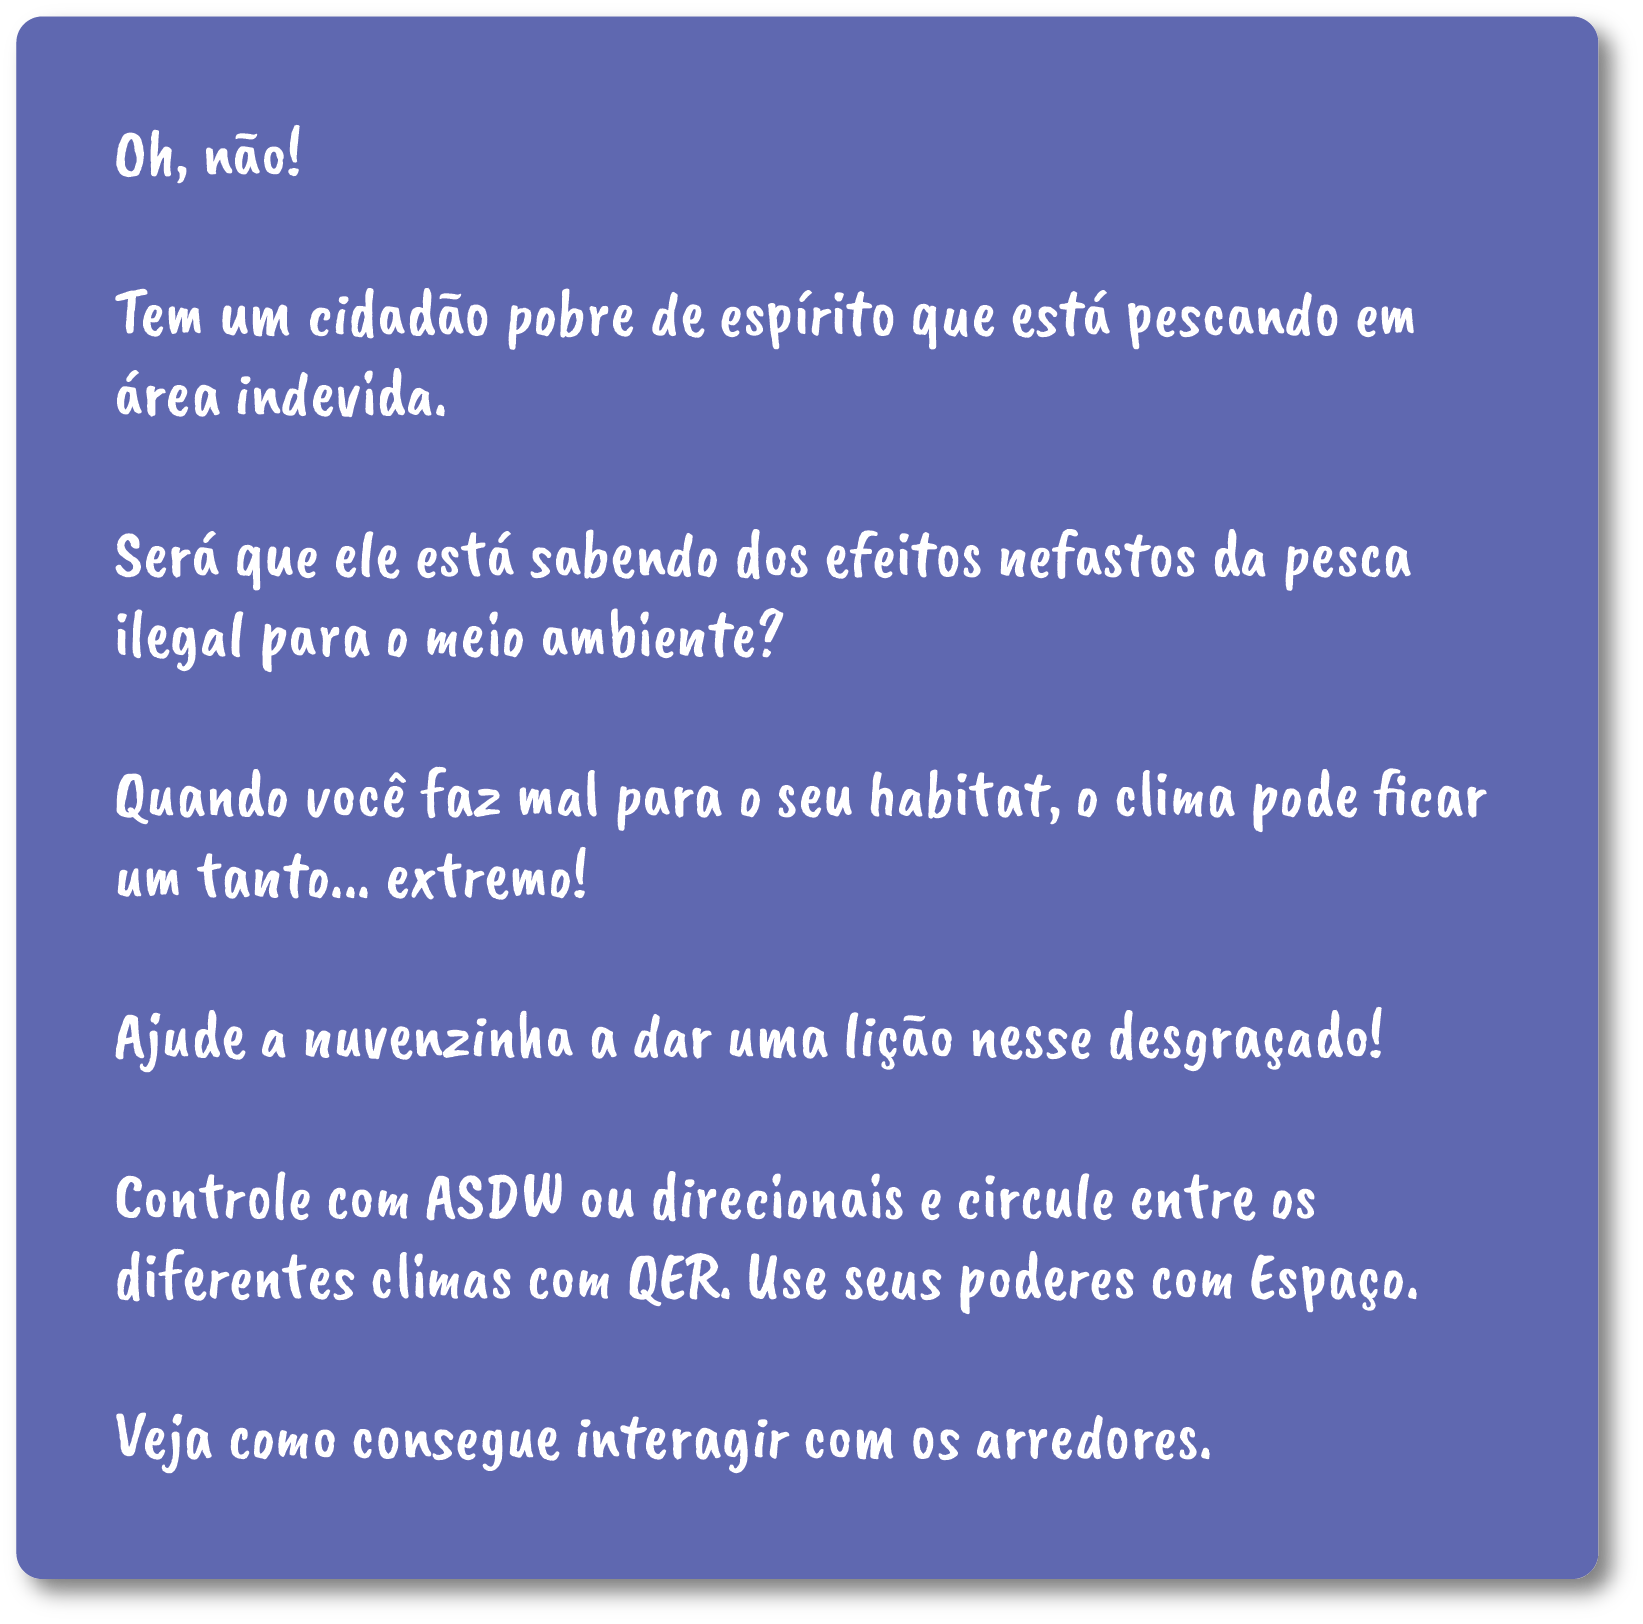 Oh, não!
Tem um cidadão pobre de espírito que está pescando em
área indevida.
Será que ele está sabendo dos efeitos nefastos da pesca
ilegal para o meio ambiente?
Quando você faz mal para o seu habitat, o clima pode ficar
um tanto... extremo!
Ajude a nuvenzinha a dar uma lição nesse desgraçado!
Controle com ASDW ou direcionais e circule entre os
diferentes climas com QER. Use seus poderes com Espaço.
Veja como consegue interagir com os arredores.